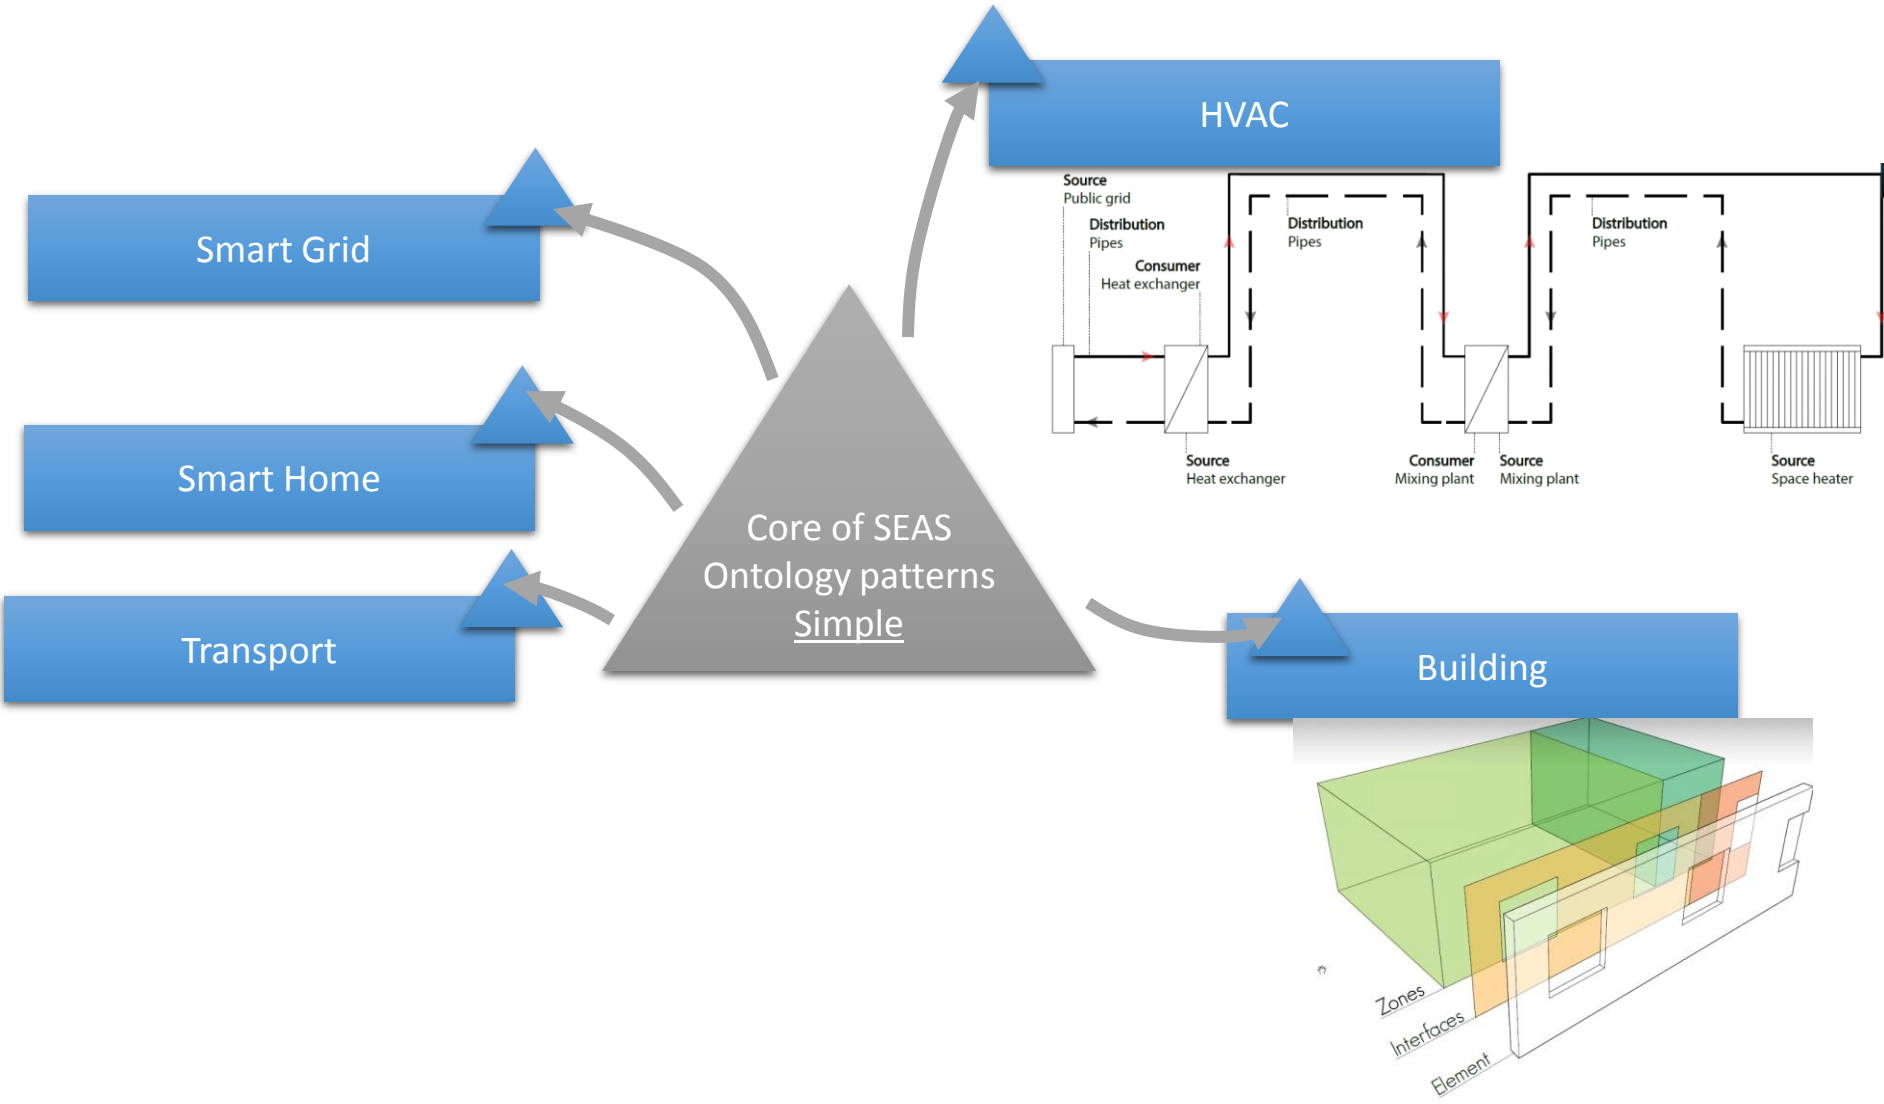 HVAC
Smart Grid
Smart Home
Transport
Core of SEAS
Ontology patterns
Simple
Building
Source
Public grid
Distribution
Pipes
Consumer
Heat exchanger
Distribution
Pipes
Distribution
Pipes
Source
Heat exchanger
Consumer
Mixing plant
Source
Mixing plant
Source
Space heater
Zones
Interfaces
Element